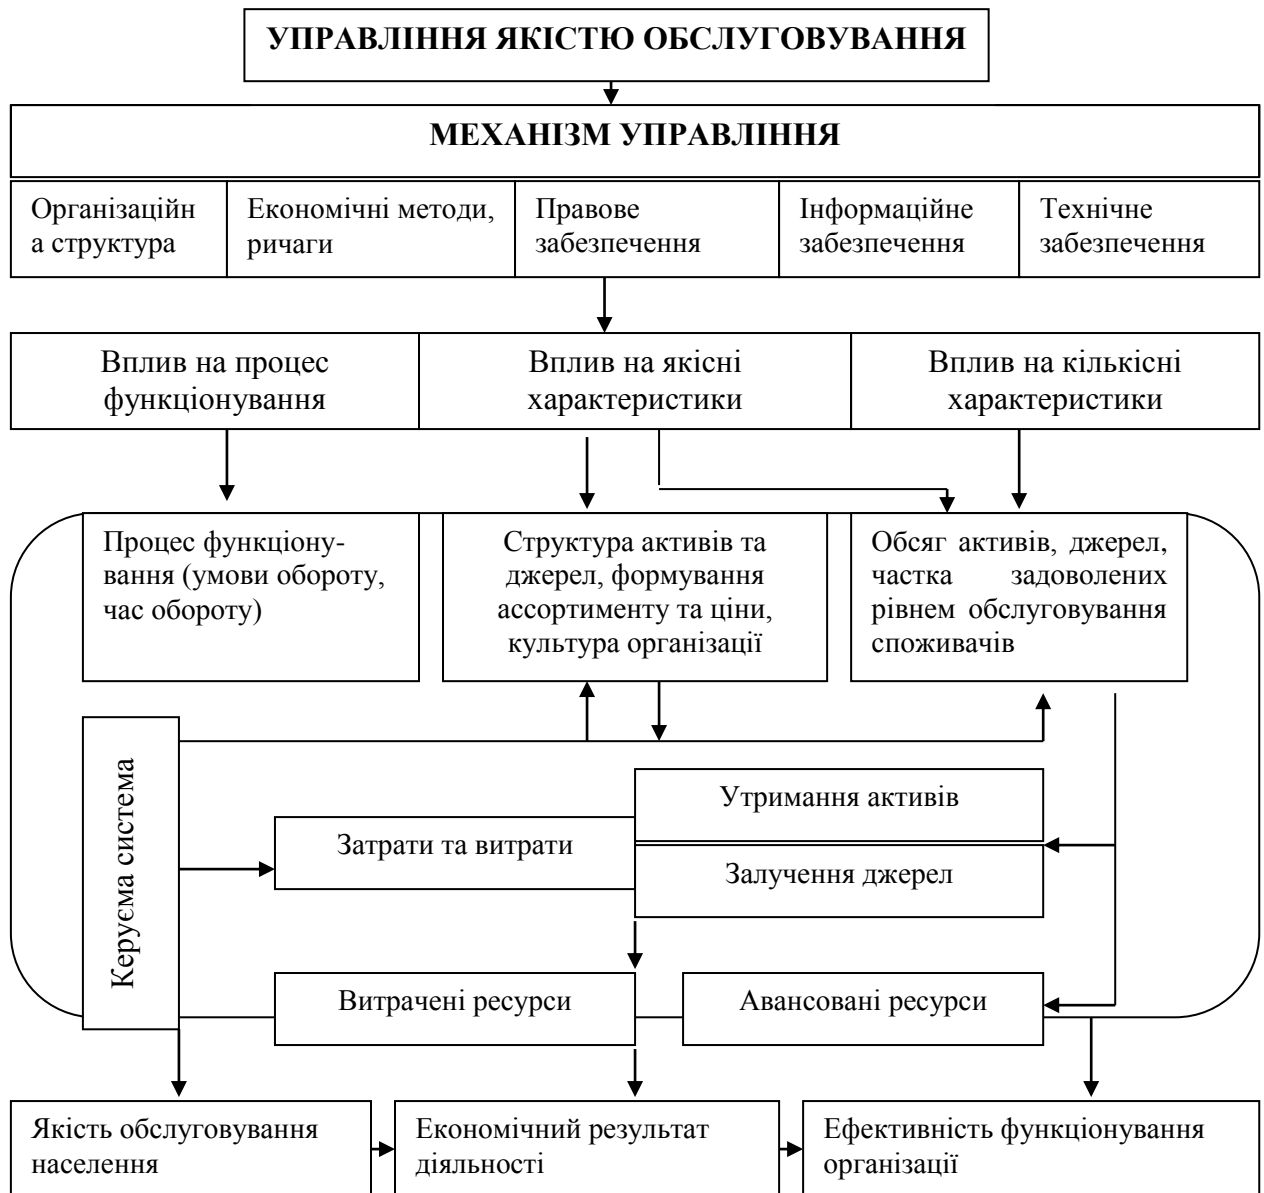 УПРАВЛІННЯ ЯКІСТЮ ОБСЛУГОВУВАННЯ
МЕХАНІЗМ УПРАВЛІННЯ
Організаційн
а структура
Економічні методи,
ричаги
Правове
забезпечення
Інформаційне
забезпечення
Технічне
забезпечення
Вплив на процес
функціонування
Вплив на якісні
характеристики
Вплив на кількісні
характеристики
Процес функціону-
вання (умови обороту,
час обороту)
Структура активів та
джерел, формування
ассортименту та ціни,
культура організації
Обсяг активів, джерел,
частка задоволених
рівнем обслуговування
споживачів
Керуєма система
Утримання активів
Затрати та витрати
Залучення джерел
Витрачені ресурси
Авансовані ресурси
Якість обслуговування
населення
Економічний результат
діяльності
Ефективність функціонування
організації